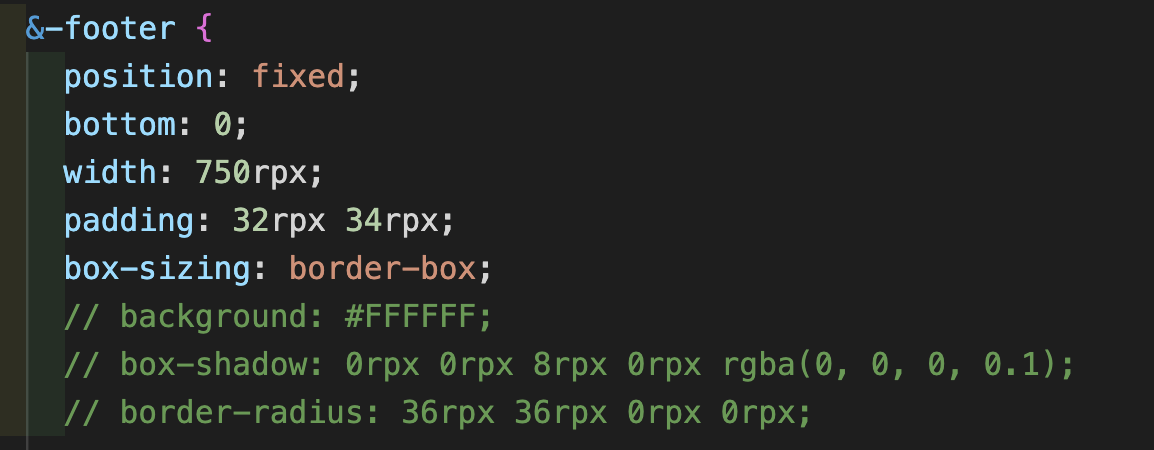 &-footer {
position: fixed;
bottom: 0;
width: 750rpx;
padding: 32rpx 34rpx;
box-sizing: border-box;
// background: #FFFFFF;
// box-shadow: 0rpx 0rpx 8rpx 0rpx rgba(0, 0, 0, 0.1);
// border-radius: 36rpx 36rpx 0rpx 0rpx;